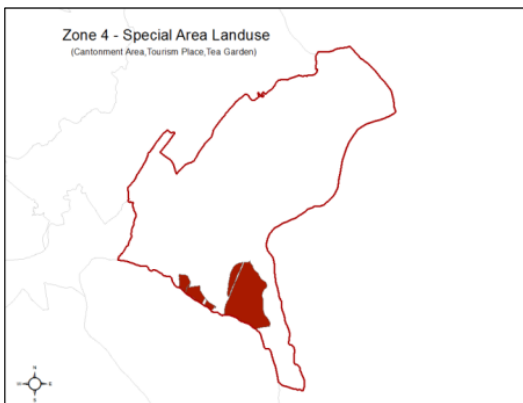 Zone 4 - Special Area Landuse
(Cantonment Area,Tourism Place,Tea Garden)
N
E
S